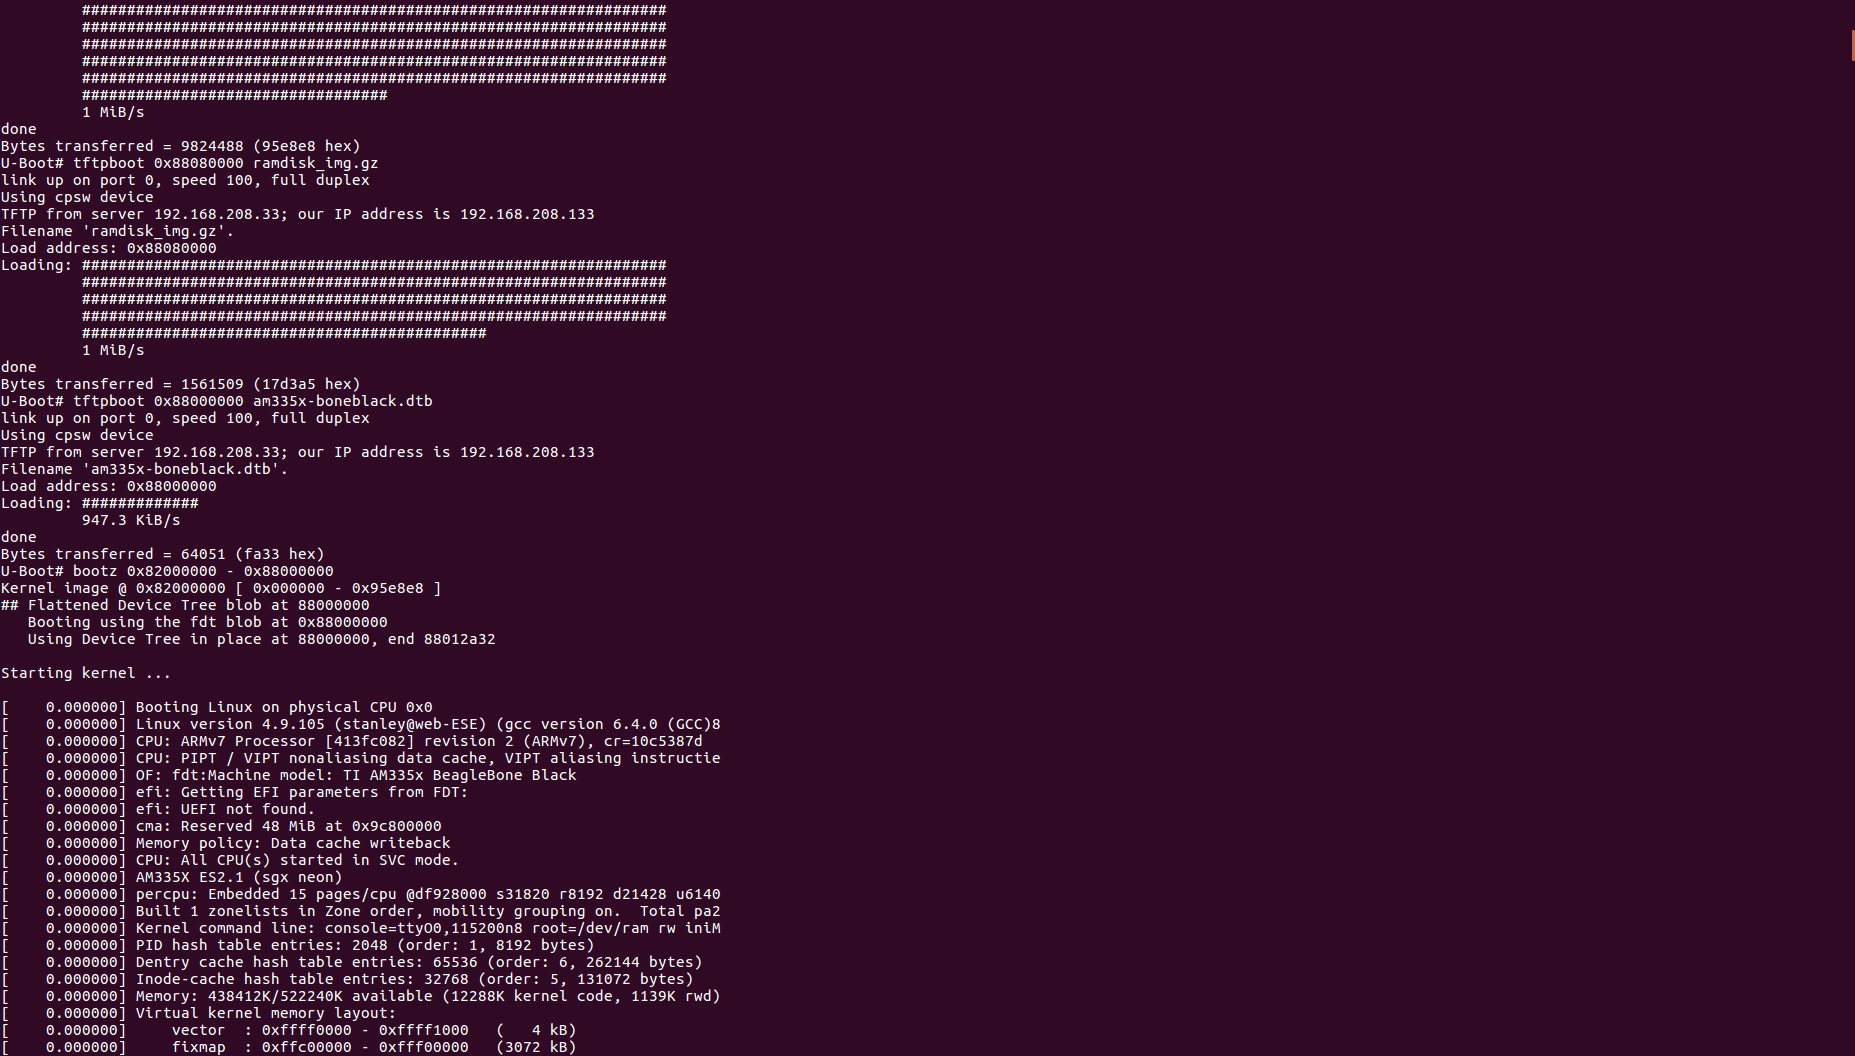 #################################################################
#################################################################
#################################################################
#################################################################
#################################################################
##################################
1 MiB/s
done
Bytes transferred = 9824488 (95e8e8 hex)
U-Boot# tftpboot 0x88080000 ramdisk_img.gz
link up on port 0, speed 100, full duplex
Using cpsw device
TFTP from server 192.168.208.33; our IP address is 192.168.208.133
Filename 'ramdisk_img.gz'.
Load address: 0x88080000
Loading: #################################################################
#################################################################
#################################################################
#################################################################
#############################################
1 MiB/s
done
Bytes transferred = 1561509 (17d3a5 hex)
U-Boot# tftpboot 0x88000000 am335x-boneblack.dtb
link up on port 0, speed 100, full duplex
Using cpsw device
TFTP from server 192.168.208.33; our IP address is 192.168.208.133
Filename 'am335x-boneblack.dtb'.
Load address: 0x88000000
Loading: #############
947.3 KiB/s
done
Bytes transferred = 64051 (fa33 hex)
U-Boot# bootz 0x82000000 - 0x88000000
Kernel image @ 0x82000000 [ 0x000000 - 0x95e8e8 ]
## Flattened Device Tree blob at 88000000
   Booting using the fdt blob at 0x88000000
   Using Device Tree in place at 88000000, end 88012a32
Starting kernel ...
[    0.000000] Booting Linux on physical CPU 0x0
[    0.000000] Linux version 4.9.105 (stanley@web-ESE) (gcc version 6.4.0 (GCC)8
[    0.000000] CPU: ARMv7 Processor [413fc082] revision 2 (ARMv7), cr=10c5387d
[    0.000000] CPU: PIPT / VIPT nonaliasing data cache, VIPT aliasing instructie
[    0.000000] OF: fdt:Machine model: TI AM335x BeagleBone Black
[    0.000000] efi: Getting EFI parameters from FDT:
[    0.000000] efi: UEFI not found.
[    0.000000] cma: Reserved 48 MiB at 0x9c800000
[    0.000000] Memory policy: Data cache writeback
[    0.000000] CPU: All CPU(s) started in SVC mode.
[    0.000000] AM335X ES2.1 (sgx neon)
[    0.000000] percpu: Embedded 15 pages/cpu @df928000 s31820 r8192 d21428 u6140
[    0.000000] Built 1 zonelists in Zone order, mobility grouping on.  Total pa2
[    0.000000] Kernel command line: console=ttyO0,115200n8 root=/dev/ram rw iniM
[    0.000000] PID hash table entries: 2048 (order: 1, 8192 bytes)
[    0.000000] Dentry cache hash table entries: 65536 (order: 6, 262144 bytes)
[    0.000000] Inode-cache hash table entries: 32768 (order: 5, 131072 bytes)
[    0.000000] Memory: 438412K/522240K available (12288K kernel code, 1139K rwd)
[    0.000000] Virtual kernel memory layout:
[    0.000000]     vector  : 0xffff0000 - 0xffff1000   (   4 kB)
[    0.000000]     fixmap  : 0xffc00000 - 0xfff00000   (3072 kB)